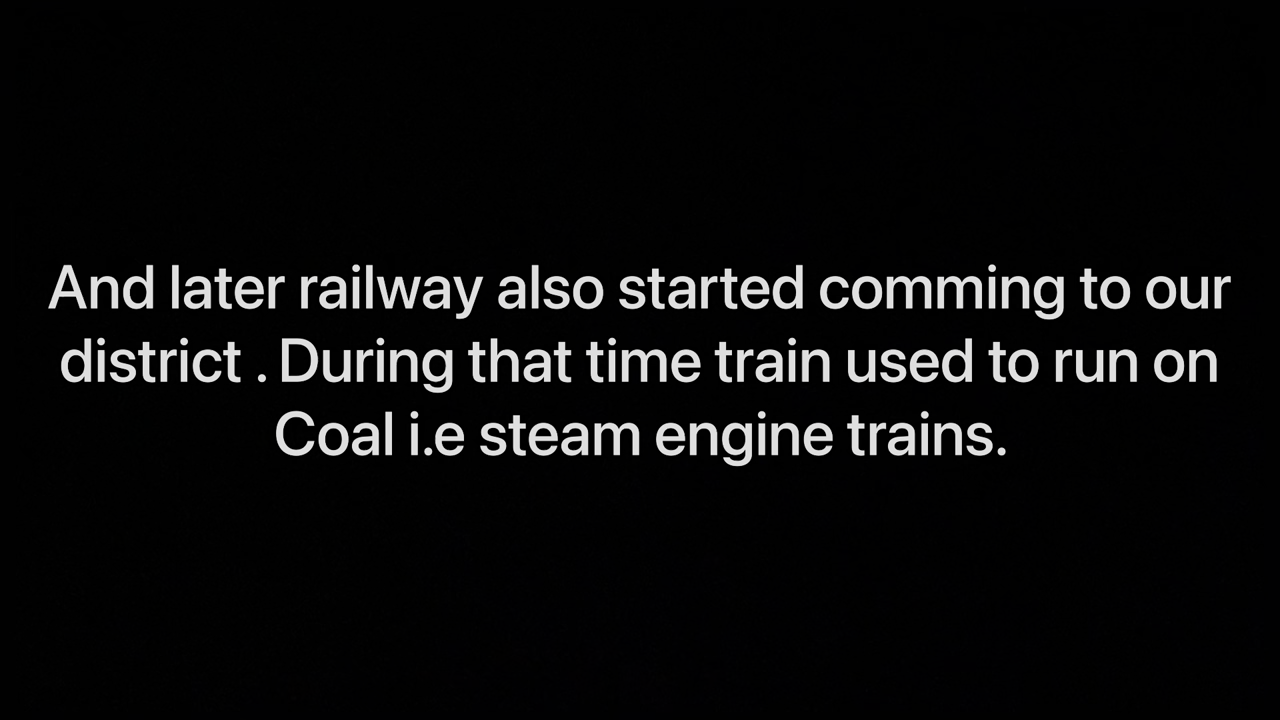 And later railway also started comming to our
district . During that time train used to run on
Coal i.e steam engine trains.